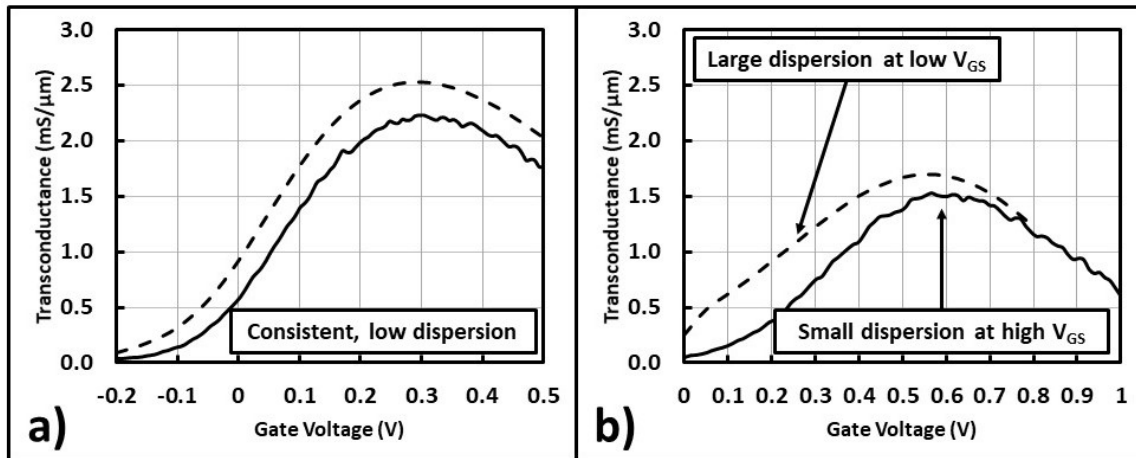 3.0
2.5
2.0
1.5
1.0
0.5
0.0
Transconductance (mS/µm)
Consistent, low dispersion
-0.2 -0.1 0 0.1 0.2 0.3 0.4 0.5
Gate Voltage (V)
a)
3.0
2.5
2.0
1.5
1.0
0.5
0.0
Transconductance (mS/µm)
Large dispersion at low VGS
Small dispersion at high VGS
0 0.1 0.2 0.3 0.4 0.5 0.6 0.7 0.8 0.9 1
Gate Voltage (V)
b)